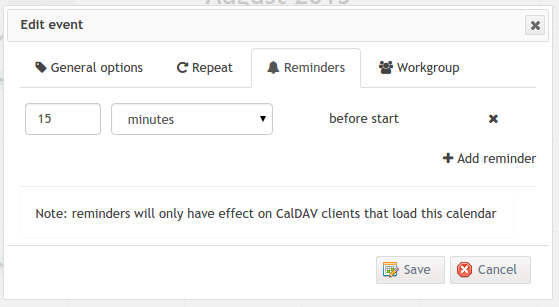 Edit event
General options Repeat Reminders Workgroup
15 minutes before start
Add reminder
Note: reminders will only have effect on CalDAV clients that load this calendar
Save Cancel